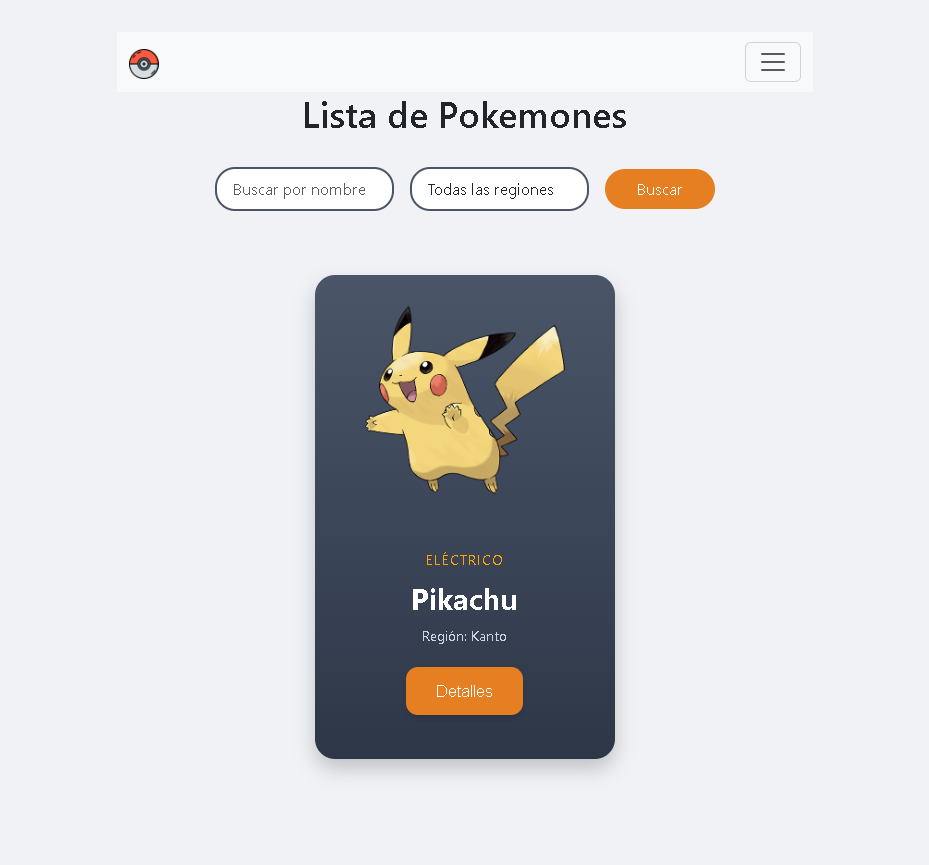 Lista de Pokemones
Buscar por nombre
Todas las regiones
Buscar
ELÉCTRICO
Pikachu
Región: Kanto
Detalles